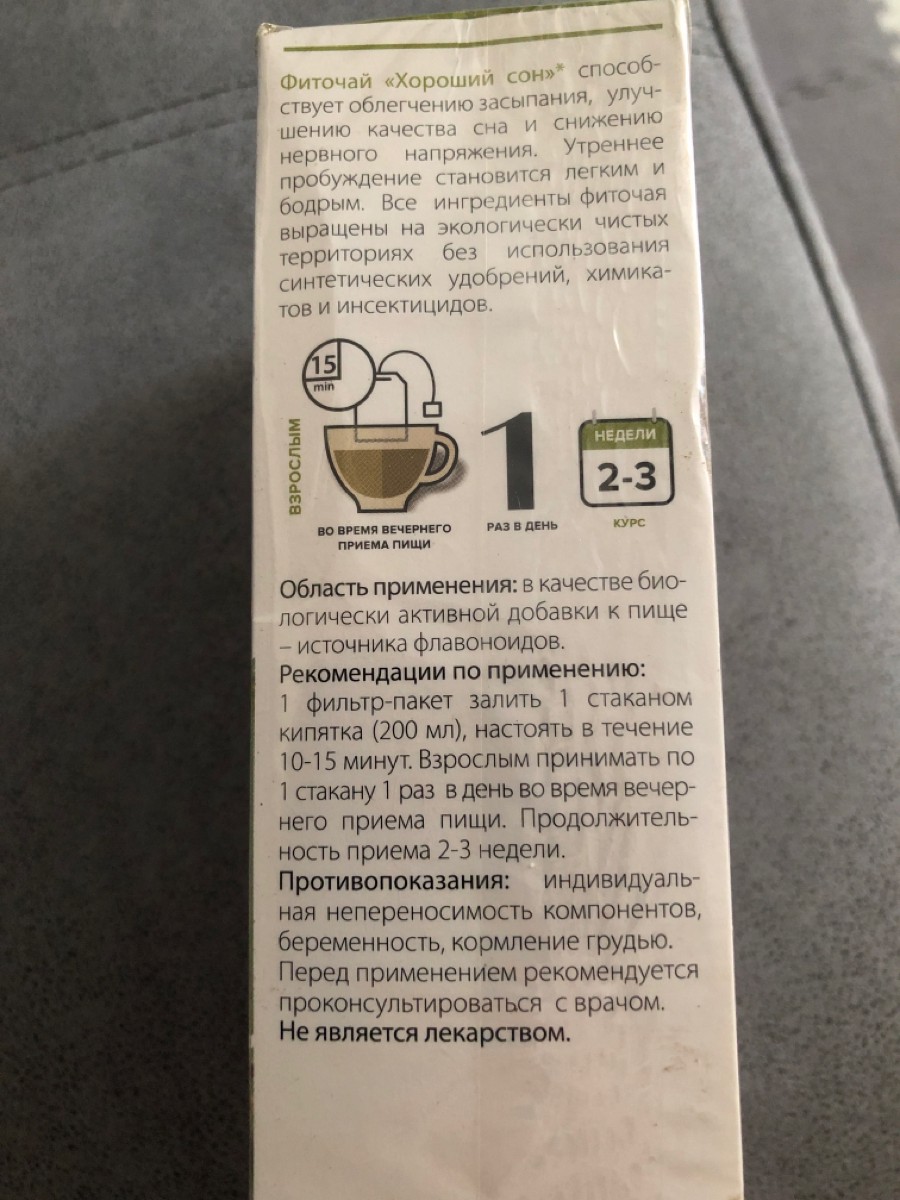 Фиточай «Хороший сон»* способ-
ствует облегчению засыпания, улуч-
шению качества сна и снижению
нервного напряжения. Утреннее
пробуждение становится легким и
бодрым. Все ингредиенты фиточая
выращены на экологически чистых
территориях без использования
синтетических удобрений, химика-
тов и инсектицидов.
15
min
ВЗРОСЛЫМ
ВО ВРЕМЯ ВЕЧЕРНЕГО
ПРИЕМА ПИЩИ
1
РАЗ В ДЕНЬ
НЕДЕЛИ
2-3
КУРС
Область применения: в качестве био-
логически активной добавки к пище
– источника флавоноидов.
Рекомендации по применению:
1 фильтр-пакет залить 1 стаканом
кипятка (200 мл), настоять в течение
10-15 минут. Взрослым принимать по
1 стакану 1 раз в день во время вечер-
него приема пищи. Продолжитель-
ность приема 2-3 недели.
Противопоказания: индивидуаль-
ная непереносимость компонентов,
беременность, кормление грудью.
Перед применением рекомендуется
проконсультироваться с врачом.
Не является лекарством.